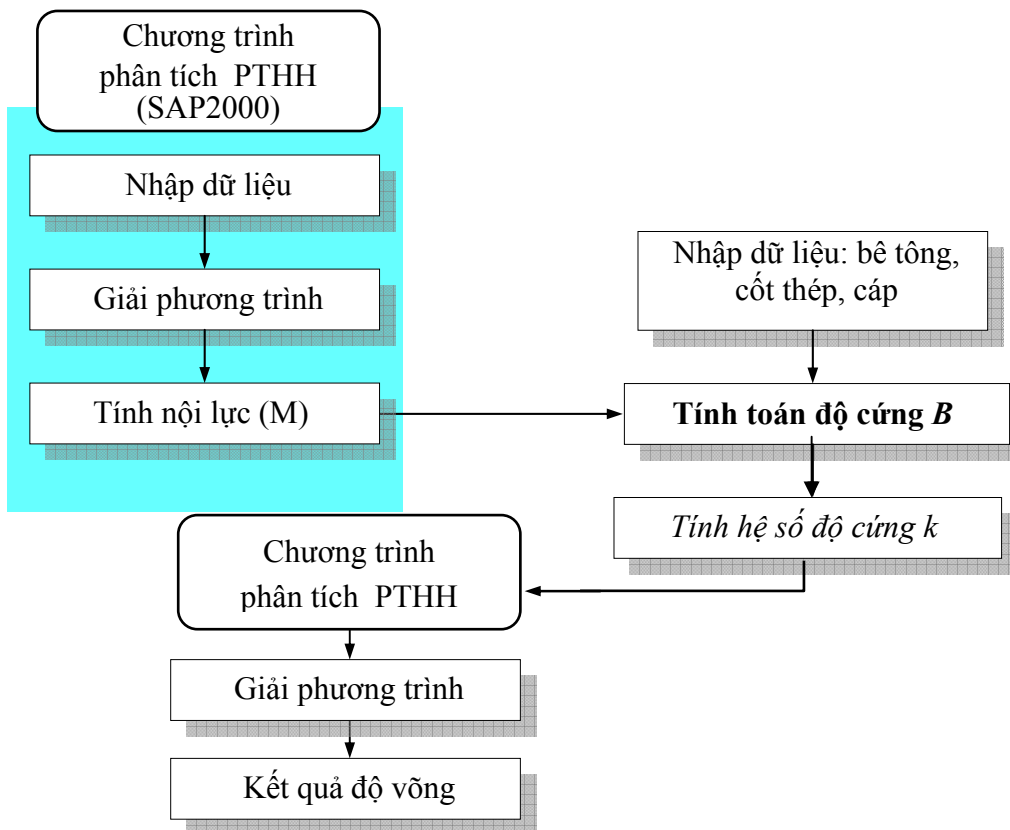 Chương trình
phân tích PTHH
(SAP2000)
Nhập dữ liệu
Giải phương trình
Tính nội lực (M)
Nhập dữ liệu: bê tông,
cốt thép, cáp
Tính toán độ cứng B
Tính hệ số độ cứng k
Chương trình
phân tích PTHH
Giải phương trình
Kết quả độ võng